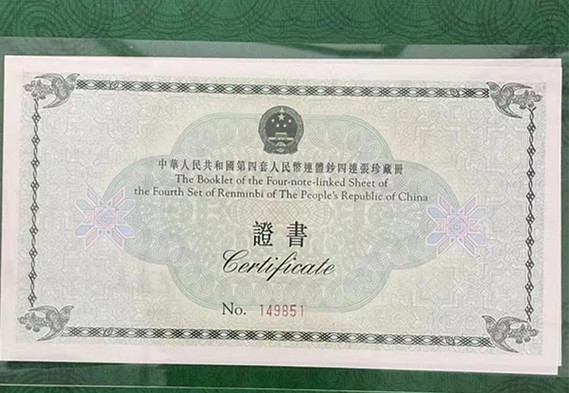 中華人民共和國第四套人民幣連體鈔四連張珍藏冊
The Booklet of the Four-note-linked Sheet of
the Fourth Set of Renminbi of The People's Republic of China
證書
Certificate
No. 149851